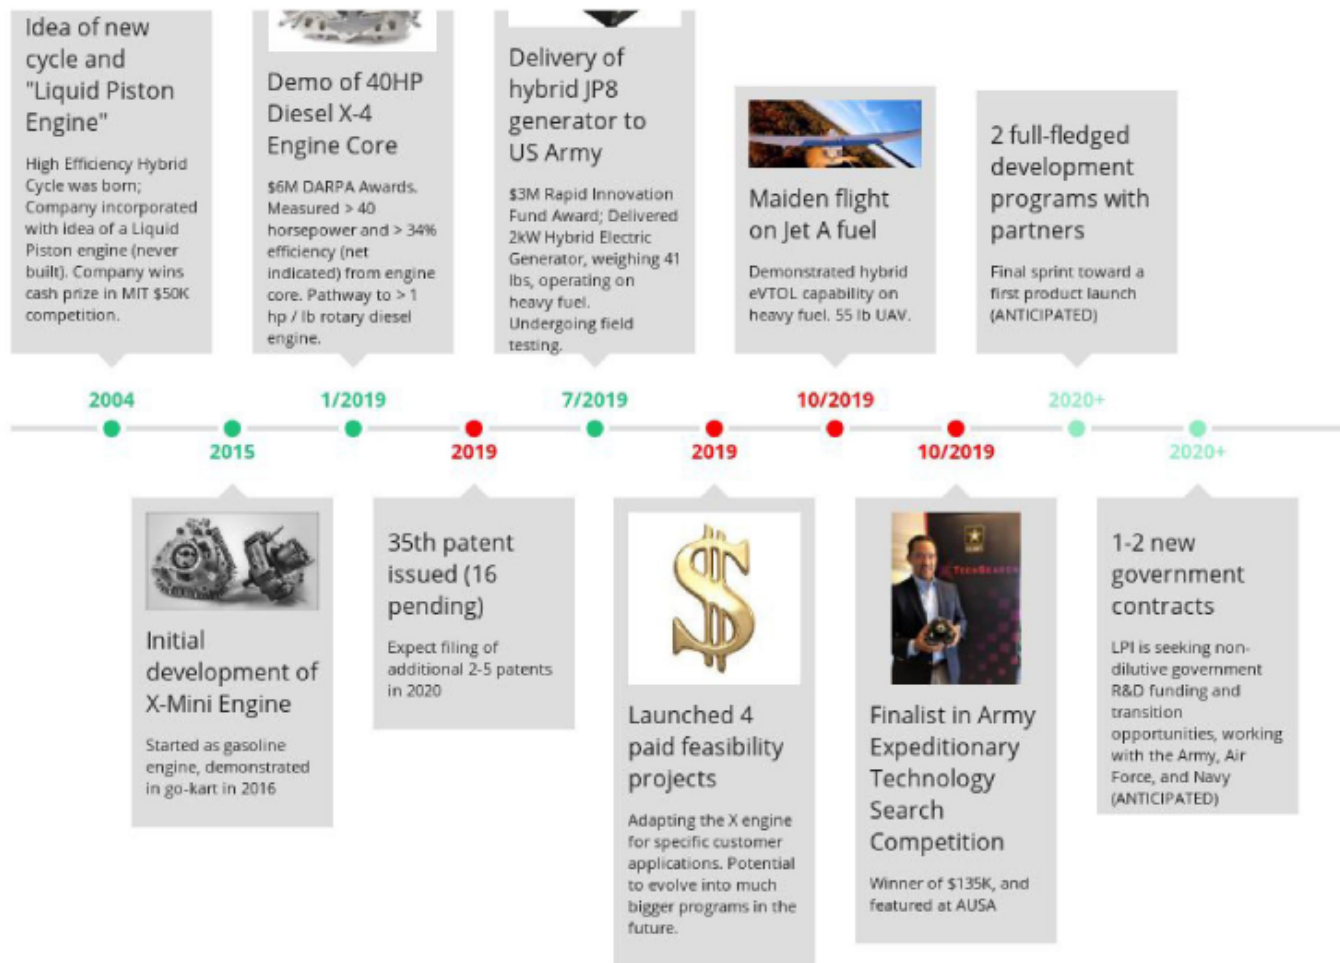 Idea of new
cycle and
"Liquid Piston
Engine"
High Efficiency Hybrid
Cycle was born;
Company incorporated
with idea of a Liquid
Piston engine (never
built). Company wins
cash prize in MIT $50K
competition.
Demo of 40HP
Diesel X-4
Engine Core
$6M DARPA Awards.
Measured > 40
horsepower and > 34%
efficiency (net
indicated) from engine
core. Pathway to > 1
hp / lb rotary diesel
engine.
Delivery of
hybrid JP8
generator to
US Army
$3M Rapid Innovation
Fund Award; Delivered
2kW Hybrid Electric
Generator, weighing 41
lbs, operating on
heavy fuel.
Undergoing field
testing.
Maiden flight
on Jet A fuel
Demonstrated hybrid
eVTOL capability on
heavy fuel. 55 lb UAV.
2 full-fledged
development
programs with
partners
Final sprint toward a
first product launch
(ANTICIPATED)
2004
1/2019
7/2019
10/2019
2020+
2015
2019
2019
10/2019
2020+
Initial
development of
X-Mini Engine
Started as gasoline
engine, demonstrated
in go-kart in 2016
35th patent
issued (16
pending)
Expect filing of
additional 2-5 patents
in 2020
Launched 4
paid feasibility
projects
Adapting the X engine
for specific customer
applications. Potential
to evolve into much
bigger programs in the
future.
TECHSEARCH
Finalist in Army
Expeditionary
Technology
Search
Competition
Winner of $135K, and
featured at AUSA
1-2 new
government
contracts
LPI is seeking non-
dilutive government
R&D funding and
transition
opportunities, working
with the Army, Air
Force, and Navy
(ANTICIPATED)